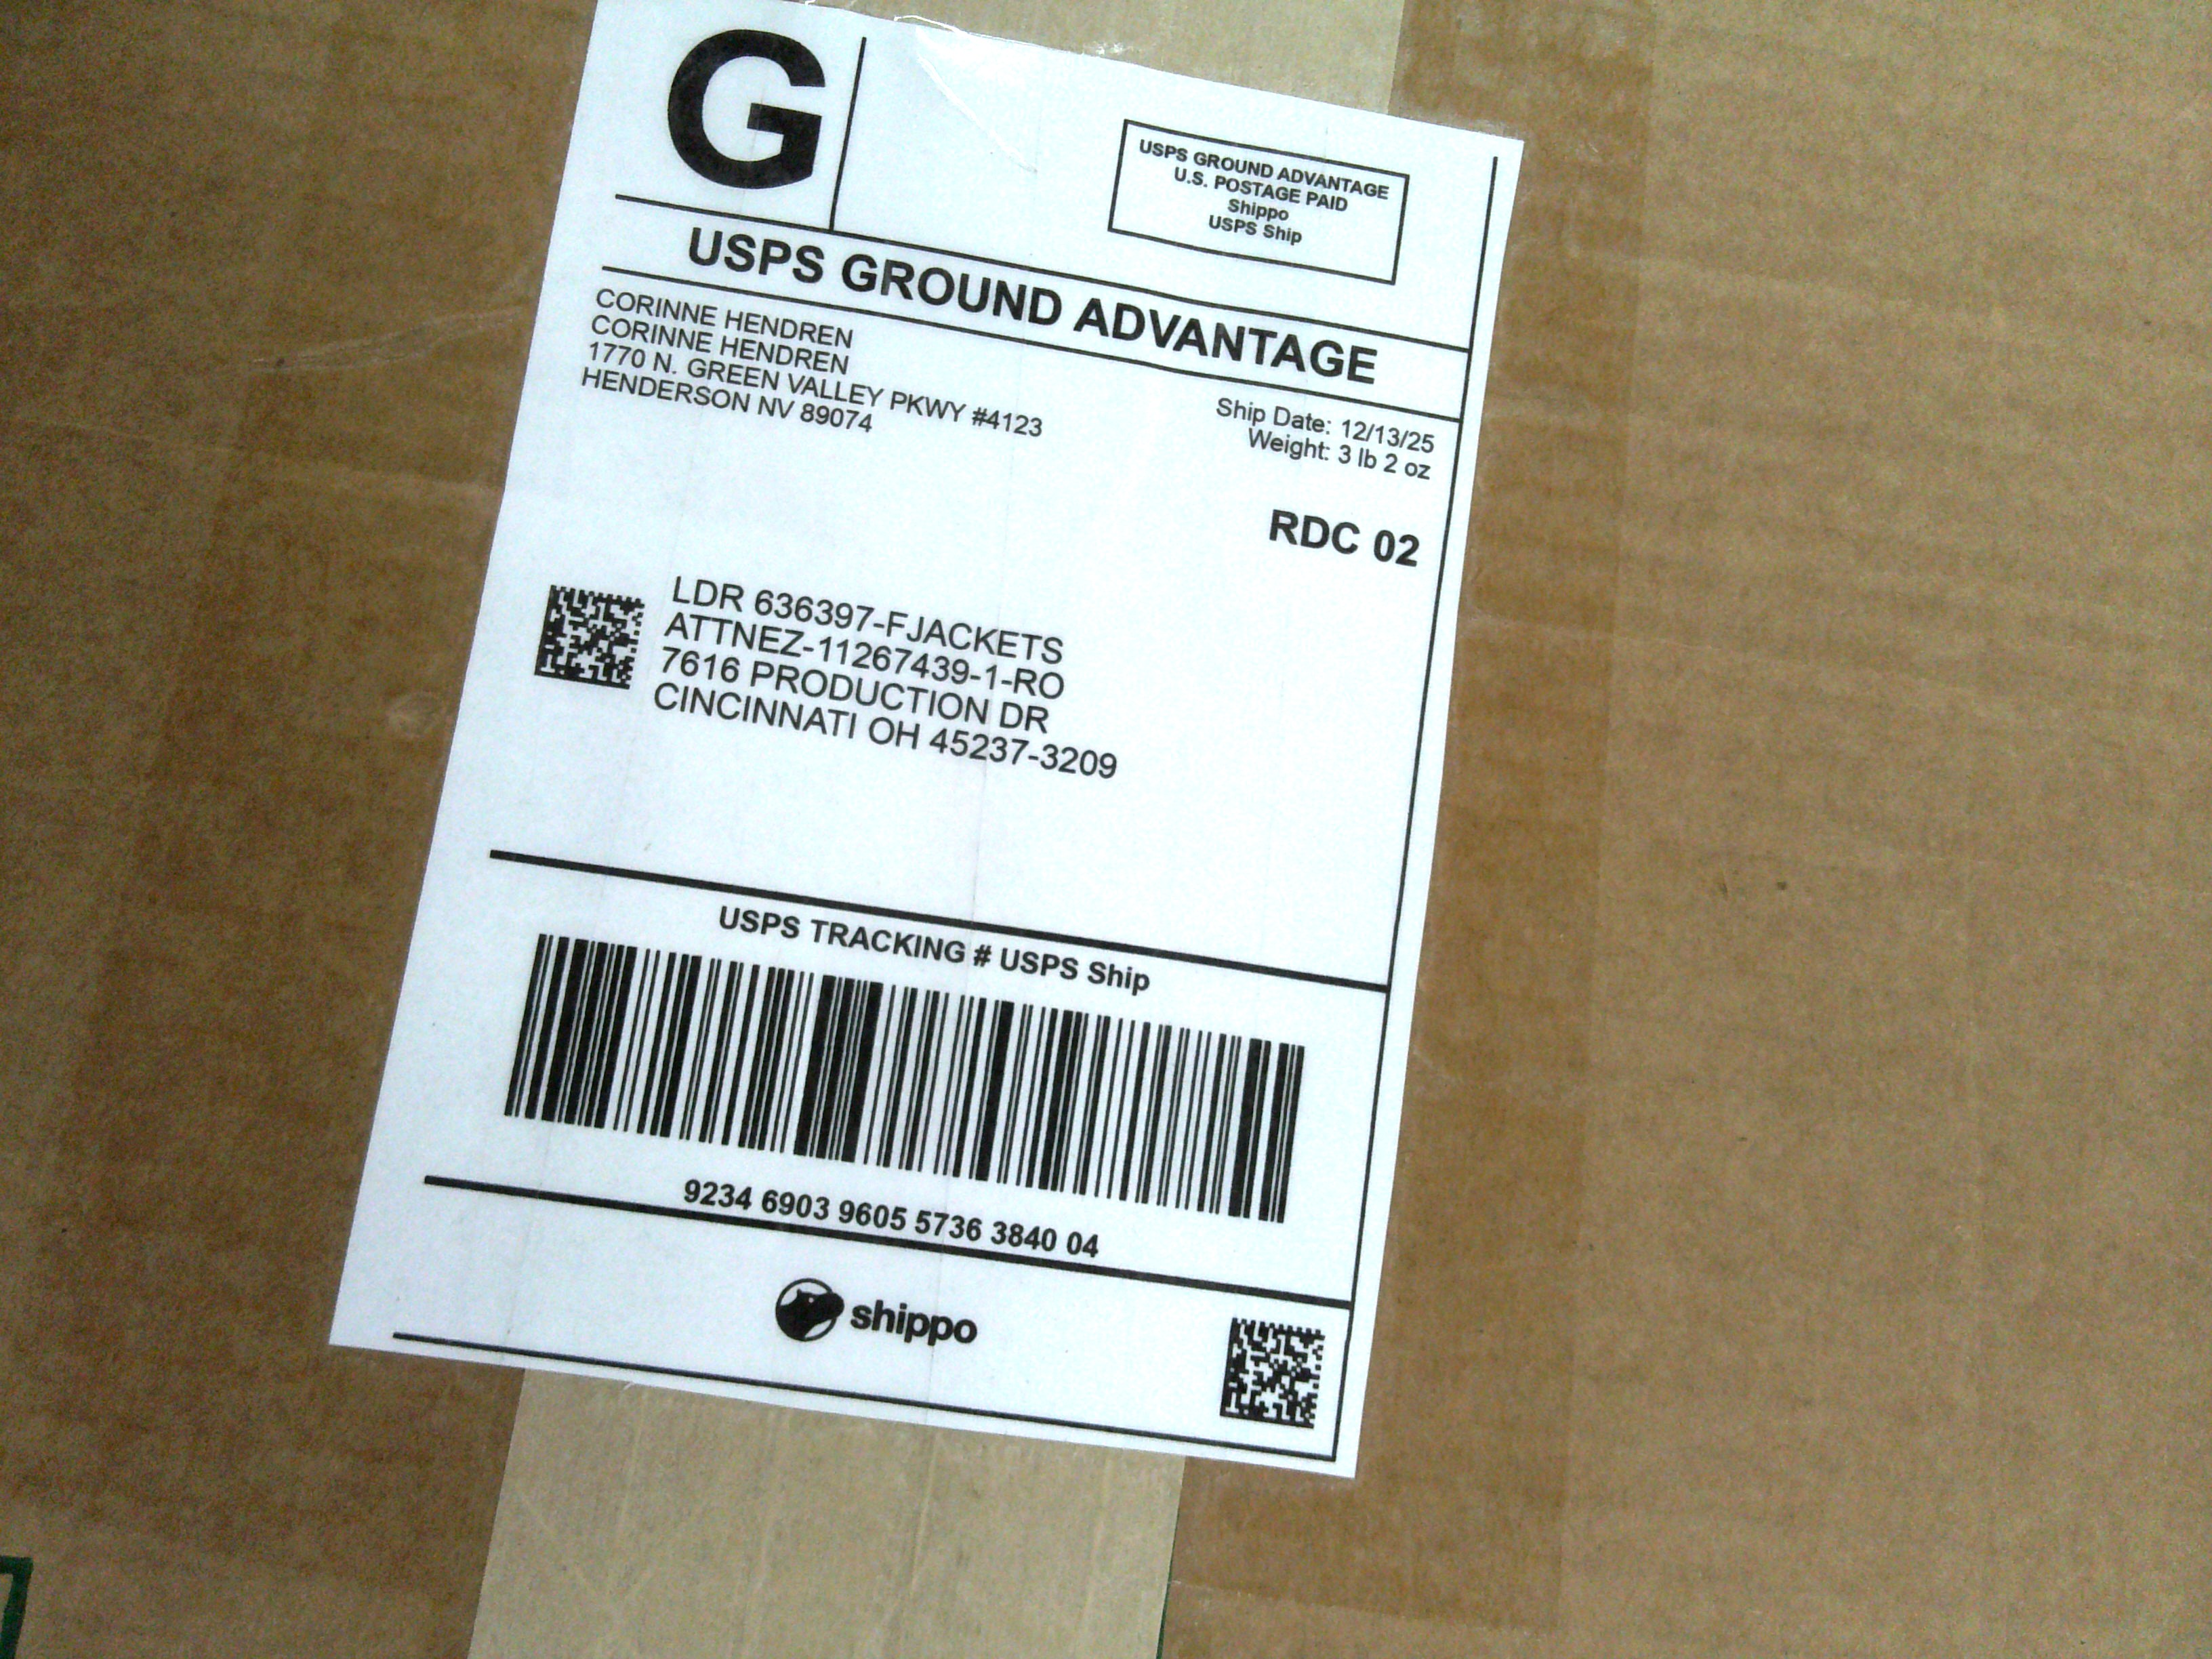 G
USPS GROUND ADVANTAGE
U.S. POSTAGE PAID
Shippo
USPS Ship
USPS GROUND ADVANTAGE
CORINNE HENDREN
CORINNE HENDREN
1770 N. GREEN VALLEY PKWY #4123
HENDERSON NV 89074
Ship Date: 12/13/25
Weight: 3 lb 2 oz
RDC 02
LDR 636397-FJACKETS
ATTNEZ-11267439-1-RO
7616 PRODUCTION DR
CINCINNATI OH 45237-3209
USPS TRACKING # USPS Ship
9234 6903 9605 5736 3840 04
shippo